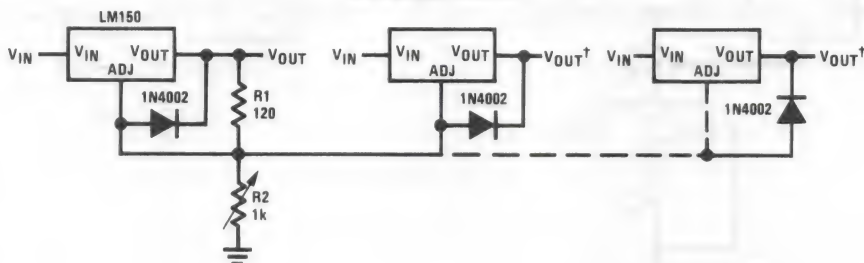 LM150
VIN VIN VOUT VOUT
ADJ
1N4002
R1
120
R2
1k
VIN VIN VOUT VOUT†
ADJ
1N4002
VIN VIN VOUT VOUT†
ADJ
1N4002